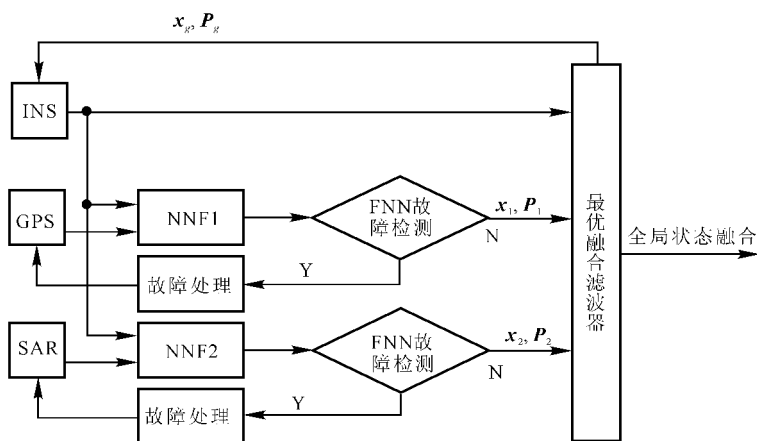 x_g, P_g
INS
GPS
NNF1
FNN故
障检测
x_1, P_1
N
Y
故障处理
SAR
NNF2
FNN故
障检测
x_2, P_2
N
Y
故障处理
最优融合滤波器
全局状态融合